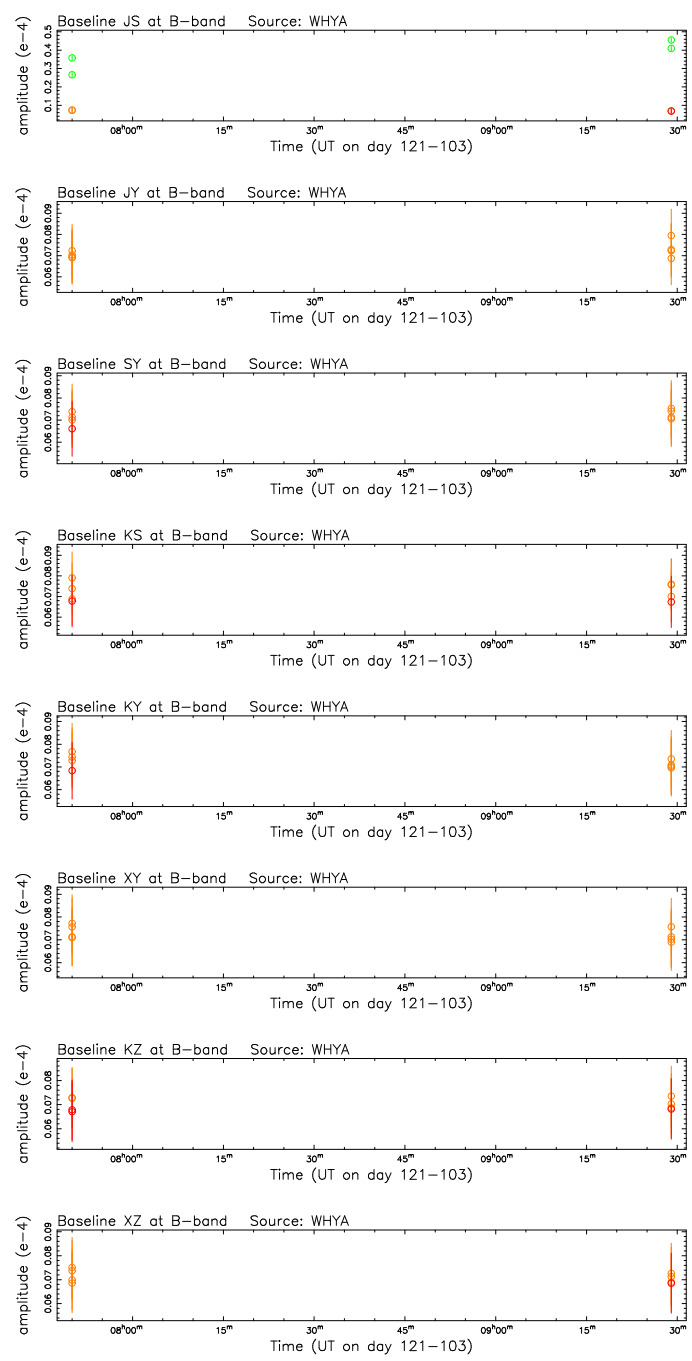 Baseline JS at B-band Source: WHYA
amplitude (e-4)
0.1 0.2 0.3 0.4 0.5
08h00m 15m 30m 45m 09h00m 15m 30m
Time (UT on day 121-103)
Baseline JY at B-band Source: WHYA
amplitude (e-4)
0.06 0.07 0.08 0.09
08h00m 15m 30m 45m 09h00m 15m 30m
Time (UT on day 121-103)
Baseline SY at B-band Source: WHYA
amplitude (e-4)
0.06 0.07 0.08 0.09
08h00m 15m 30m 45m 09h00m 15m 30m
Time (UT on day 121-103)
Baseline KS at B-band Source: WHYA
amplitude (e-4)
0.06 0.07 0.08 0.09
08h00m 15m 30m 45m 09h00m 15m 30m
Time (UT on day 121-103)
Baseline KY at B-band Source: WHYA
amplitude (e-4)
0.06 0.07 0.08 0.09
08h00m 15m 30m 45m 09h00m 15m 30m
Time (UT on day 121-103)
Baseline XY at B-band Source: WHYA
amplitude (e-4)
0.06 0.07 0.08 0.09
08h00m 15m 30m 45m 09h00m 15m 30m
Time (UT on day 121-103)
Baseline KZ at B-band Source: WHYA
amplitude (e-4)
0.06 0.07 0.08
08h00m 15m 30m 45m 09h00m 15m 30m
Time (UT on day 121-103)
Baseline XZ at B-band Source: WHYA
amplitude (e-4)
0.06 0.07 0.08 0.09
08h00m 15m 30m 45m 09h00m 15m 30m
Time (UT on day 121-103)